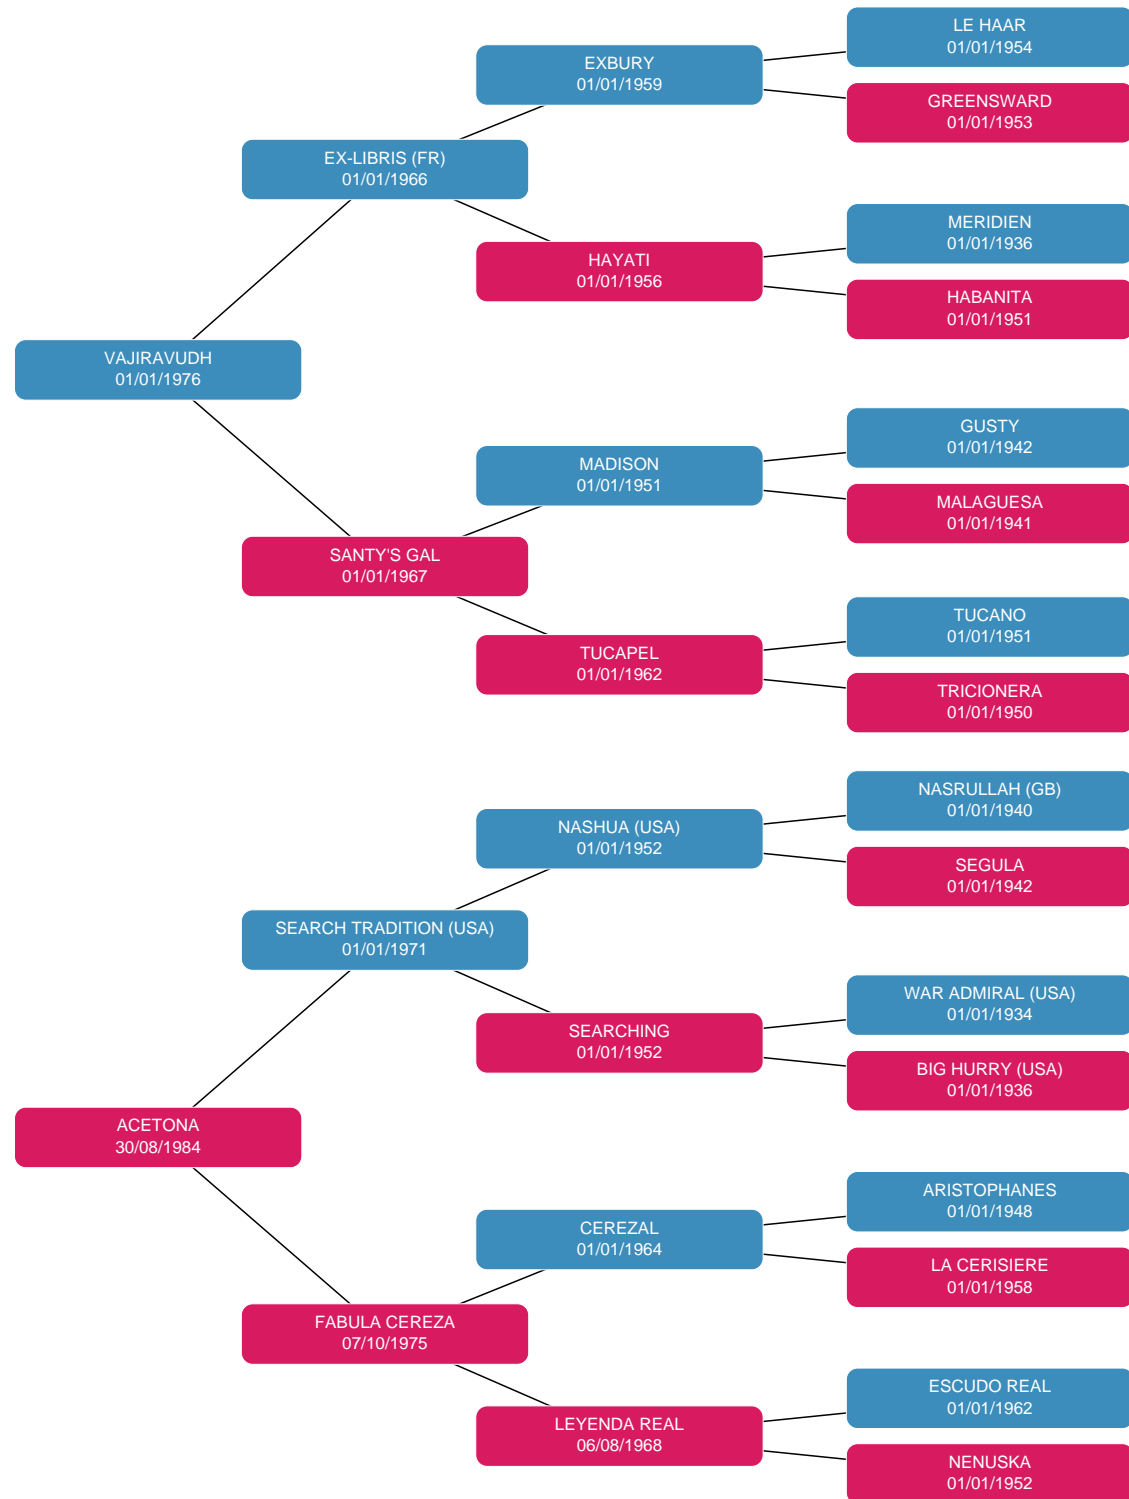 LE HAAR
01/01/1954
EXBURY
01/01/1959
GREENSWARD
01/01/1953
EX-LIBRIS (FR)
01/01/1966
MERIDIEN
01/01/1936
HAYATI
01/01/1956
HABANITA
01/01/1951
VAJIRAVUDH
01/01/1976
GUSTY
01/01/1942
MADISON
01/01/1951
MALAGUESA
01/01/1941
SANTY'S GAL
01/01/1967
TUCANO
01/01/1951
TUCAPEL
01/01/1962
TRICIONERA
01/01/1950
NASRULLAH (GB)
01/01/1940
NASHUA (USA)
01/01/1952
SEGULA
01/01/1942
SEARCH TRADITION (USA)
01/01/1971
WAR ADMIRAL (USA)
01/01/1934
SEARCHING
01/01/1952
BIG HURRY (USA)
01/01/1936
ACETONA
30/08/1984
ARISTOPHANES
01/01/1948
CEREZAL
01/01/1964
LA CERISIERE
01/01/1958
FABULA CEREZA
07/10/1975
ESCUDO REAL
01/01/1962
LEYENDA REAL
06/08/1968
NENUSKA
01/01/1952